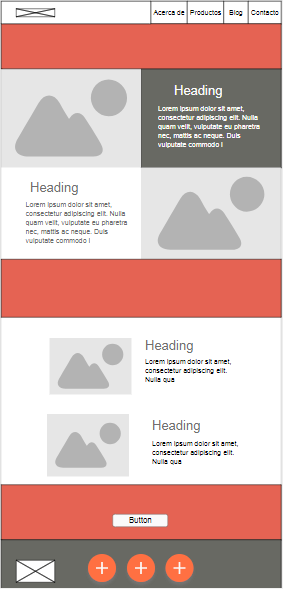 Acerca de Productos Blog Contacto
Heading
Lorem ipsum dolor sit amet,
consectetur adipiscing elit. Nulla
quam velit, vulputate eu pharetra
nec, mattis ac neque. Duis
vulputate commodo l
Heading
Lorem ipsum dolor sit amet,
consectetur adipiscing elit. Nulla
quam velit, vulputate eu pharetra
nec, mattis ac neque. Duis
vulputate commodo l
Heading
Lorem ipsum dolor sit amet,
consectetur adipiscing elit.
Nulla qua
Heading
Lorem ipsum dolor sit amet,
consectetur adipiscing elit.
Nulla qua
Button